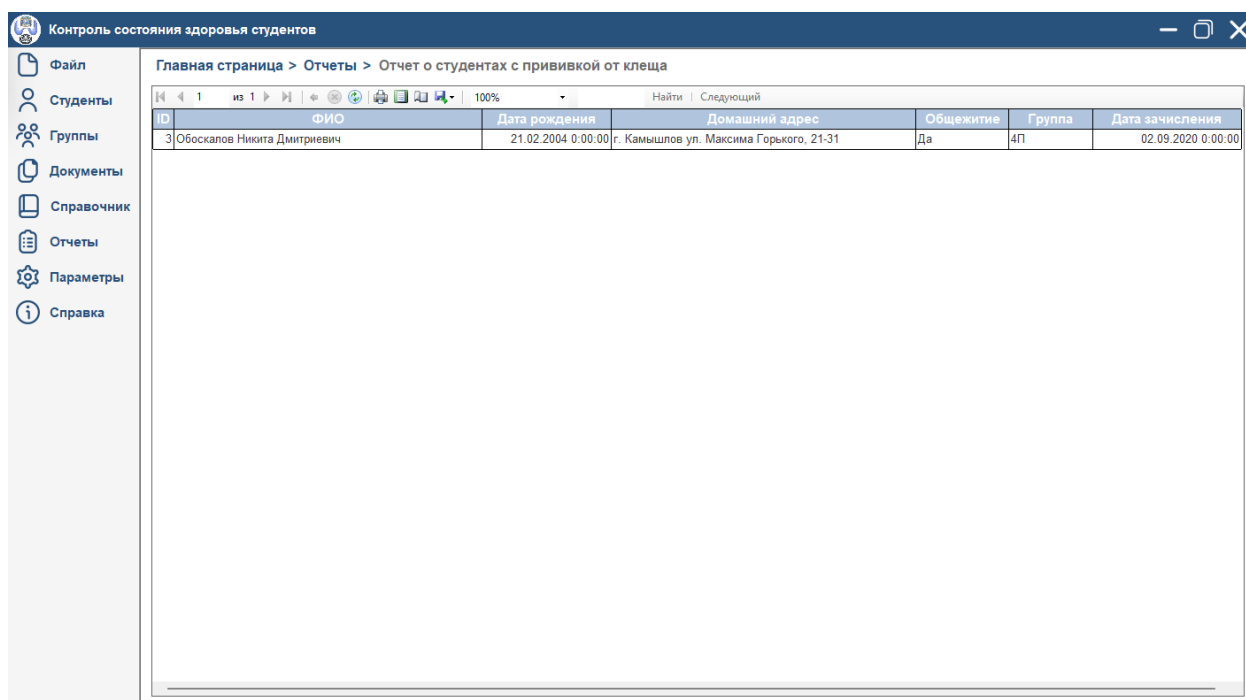 Контроль состояния здоровья студентов
Файл
Студенты
Группы
Документы
Справочник
Отчеты
Параметры
Справка
Главная страница > Отчеты > Отчет о студентах с прививкой от клеща
1 из 1 100% Найти | Следующий
ID ФИО Дата рождения Домашний адрес Общежитие Группа Дата зачисления
3 Обоскалов Никита Дмитриевич 21.02.2004 0:00:00 г. Камышлов ул. Максима Горького, 21-31 Да 4П 02.09.2020 0:00:00